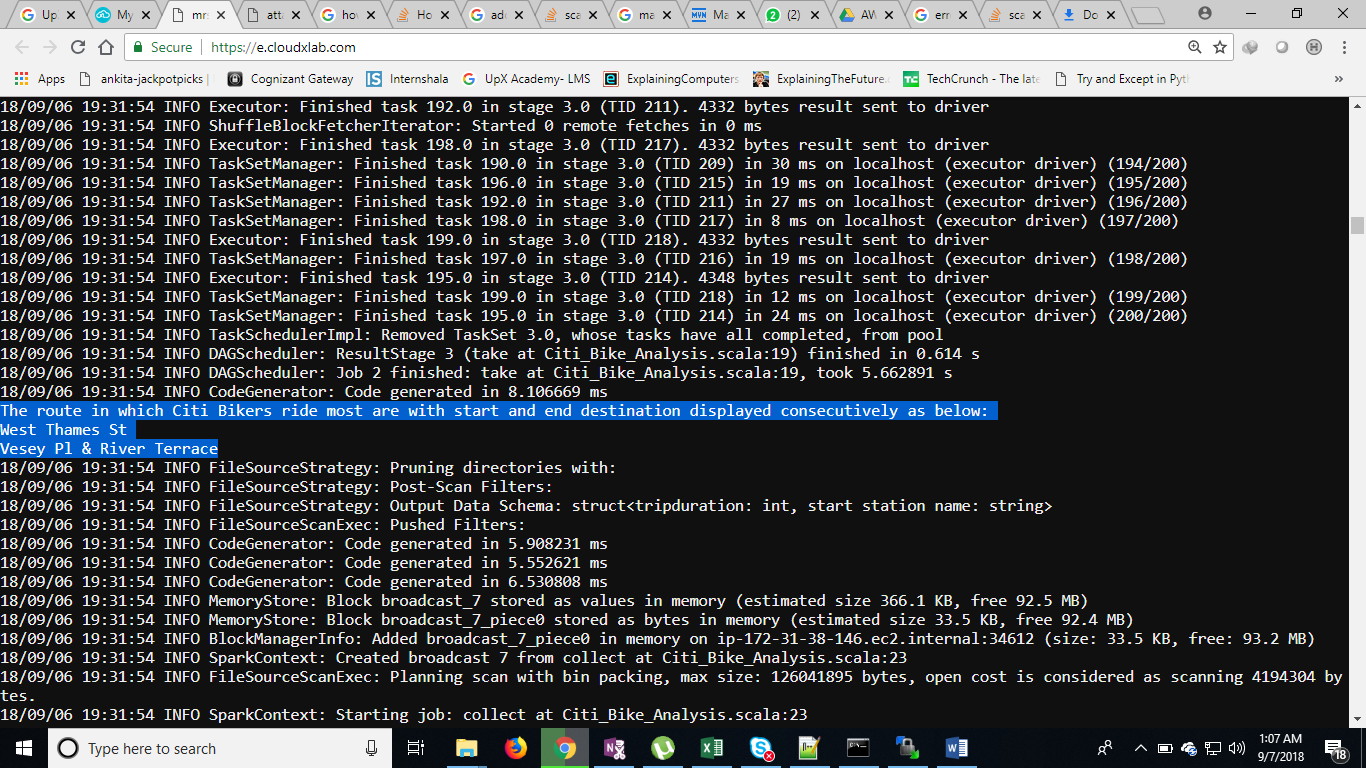 Up
My
mr
atta
hov
Ho
add
sca
ma
Ma
(2)
AW
err
sca
Do
Secure
https://e.cloudxlab.com
Apps
ankita-jackpotpicks |
Cognizant Gateway
Internshala
UpX Academy- LMS
ExplainingComputers
ExplainingTheFuture.
TechCrunch - The late
Try and Except in Pyt
»
18/09/06 19:31:54 INFO Executor: Finished task 192.0 in stage 3.0 (TID 211). 4332 bytes result sent to driver
18/09/06 19:31:54 INFO ShuffleBlockFetcherIterator: Started 0 remote fetches in 0 ms
18/09/06 19:31:54 INFO Executor: Finished task 198.0 in stage 3.0 (TID 217). 4332 bytes result sent to driver
18/09/06 19:31:54 INFO TaskSetManager: Finished task 190.0 in stage 3.0 (TID 209) in 30 ms on localhost (executor driver) (194/200)
18/09/06 19:31:54 INFO TaskSetManager: Finished task 196.0 in stage 3.0 (TID 215) in 19 ms on localhost (executor driver) (195/200)
18/09/06 19:31:54 INFO TaskSetManager: Finished task 192.0 in stage 3.0 (TID 211) in 27 ms on localhost (executor driver) (196/200)
18/09/06 19:31:54 INFO TaskSetManager: Finished task 198.0 in stage 3.0 (TID 217) in 8 ms on localhost (executor driver) (197/200)
18/09/06 19:31:54 INFO Executor: Finished task 199.0 in stage 3.0 (TID 218). 4332 bytes result sent to driver
18/09/06 19:31:54 INFO TaskSetManager: Finished task 197.0 in stage 3.0 (TID 216) in 19 ms on localhost (executor driver) (198/200)
18/09/06 19:31:54 INFO Executor: Finished task 195.0 in stage 3.0 (TID 214). 4348 bytes result sent to driver
18/09/06 19:31:54 INFO TaskSetManager: Finished task 199.0 in stage 3.0 (TID 218) in 12 ms on localhost (executor driver) (199/200)
18/09/06 19:31:54 INFO TaskSetManager: Finished task 195.0 in stage 3.0 (TID 214) in 24 ms on localhost (executor driver) (200/200)
18/09/06 19:31:54 INFO TaskSchedulerImpl: Removed TaskSet 3.0, whose tasks have all completed, from pool
18/09/06 19:31:54 INFO DAGScheduler: ResultStage 3 (take at Citi_Bike_Analysis.scala:19) finished in 0.614 s
18/09/06 19:31:54 INFO DAGScheduler: Job 2 finished: take at Citi_Bike_Analysis.scala:19, took 5.662891 s
18/09/06 19:31:54 INFO CodeGenerator: Code generated in 8.106669 ms
The route in which Citi Bikers ride most are with start and end destination displayed consecutively as below:
West Thames St
Vesey Pl & River Terrace
18/09/06 19:31:54 INFO FileSourceStrategy: Pruning directories with:
18/09/06 19:31:54 INFO FileSourceStrategy: Post-Scan Filters:
18/09/06 19:31:54 INFO FileSourceStrategy: Output Data Schema: struct<tripduration: int, start station name: string>
18/09/06 19:31:54 INFO FileSourceScanExec: Pushed Filters:
18/09/06 19:31:54 INFO CodeGenerator: Code generated in 5.908231 ms
18/09/06 19:31:54 INFO CodeGenerator: Code generated in 5.552621 ms
18/09/06 19:31:54 INFO CodeGenerator: Code generated in 6.530808 ms
18/09/06 19:31:54 INFO MemoryStore: Block broadcast_7 stored as values in memory (estimated size 366.1 KB, free 92.5 MB)
18/09/06 19:31:54 INFO MemoryStore: Block broadcast_7_piece0 stored as bytes in memory (estimated size 33.5 KB, free 92.4 MB)
18/09/06 19:31:54 INFO BlockManagerInfo: Added broadcast_7_piece0 in memory on ip-172-31-38-146.ec2.internal:34612 (size: 33.5 KB, free: 93.2 MB)
18/09/06 19:31:54 INFO SparkContext: Created broadcast 7 from collect at Citi_Bike_Analysis.scala:23
18/09/06 19:31:54 INFO FileSourceScanExec: Planning scan with bin packing, max size: 126041895 bytes, open cost is considered as scanning 4194304 by
tes.
18/09/06 19:31:54 INFO SparkContext: Starting job: collect at Citi_Bike_Analysis.scala:23
Type here to search
1:07 AM
9/7/2018
18